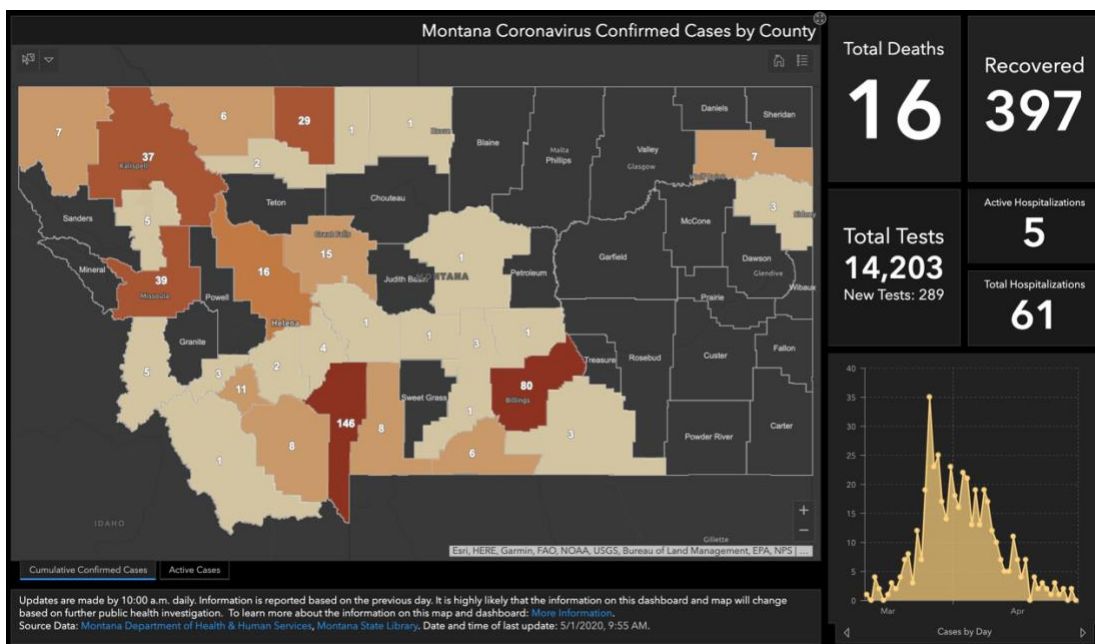 Montana Coronavirus Confirmed Cases by County
7
37
Kalispell
6
29
1
1
Havre
2
Blaine
Malta
Phillips
Valley
Glasgow
Daniels
Sheridan
7
3
Sidney
Sanders
5
Teton
Chouteau
Great Falls
15
16
Helena
Mineral
39
Missoula
Powell
Granite
Judith Basin
MONTANA
1
Petroleum
Garfield
McCone
Dawson
Glendive
Wibaux
Prairie
5
3
11
2
4
1
1
3
1
Treasure
Rosebud
Custer
Fallon
80
Billings
Sweet Grass
146
8
8
1
1
6
3
Powder River
Carter
IDAHO
Gillette
+
−
Esri, HERE, Garmin, FAO, NOAA, USGS, Bureau of Land Management, EPA, NPS | ...
Cumulative Confirmed Cases
Active Cases
Updates are made by 10:00 a.m. daily. Information is reported based on the previous day. It is highly likely that the information on this dashboard and map will change
based on further public health investigation. To learn more about the information on this map and dashboard: More Information.
Source Data: Montana Department of Health & Human Services, Montana State Library. Date and time of last update: 5/1/2020, 9:55 AM.
Total Deaths
16
Recovered
397
Total Tests
14,203
New Tests: 289
Active Hospitalizations
5
Total Hospitalizations
61
40
35
30
25
20
15
10
5
0
Mar
Apr
Cases by Day